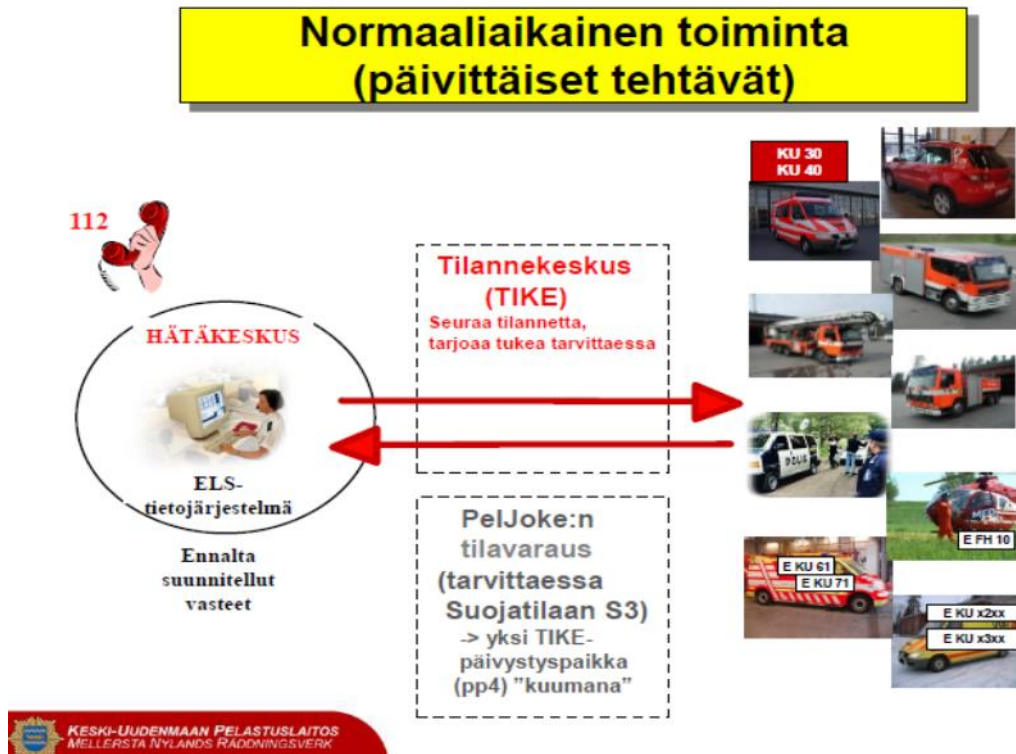 Normaaliaikainen toiminta
(päivittäiset tehtävät)
112
HÄTÄKESKUS
ELS-
tietojärjestelmä
Ennalta
suunnitellut
vasteet
Tilannekeskus
(TIKE)
Seuraa tilannetta,
tarjoaa tukea tarvittaessa
PelJoke:n
tilavaraus
(tarvittaessa
Suojatilaan S3)
-> yksi TIKE-
päivystyspaikka
(pp4) ”kuumana”
KU 30
KU 40
POLIS
E FH 10
E KU 61
E KU 71
E KU x2xx
E KU x3xx
KESKI-UUDENMAAN PELASTUSLAITOS
MELLERSTA NYLANDS RÄDDNINGSVERK